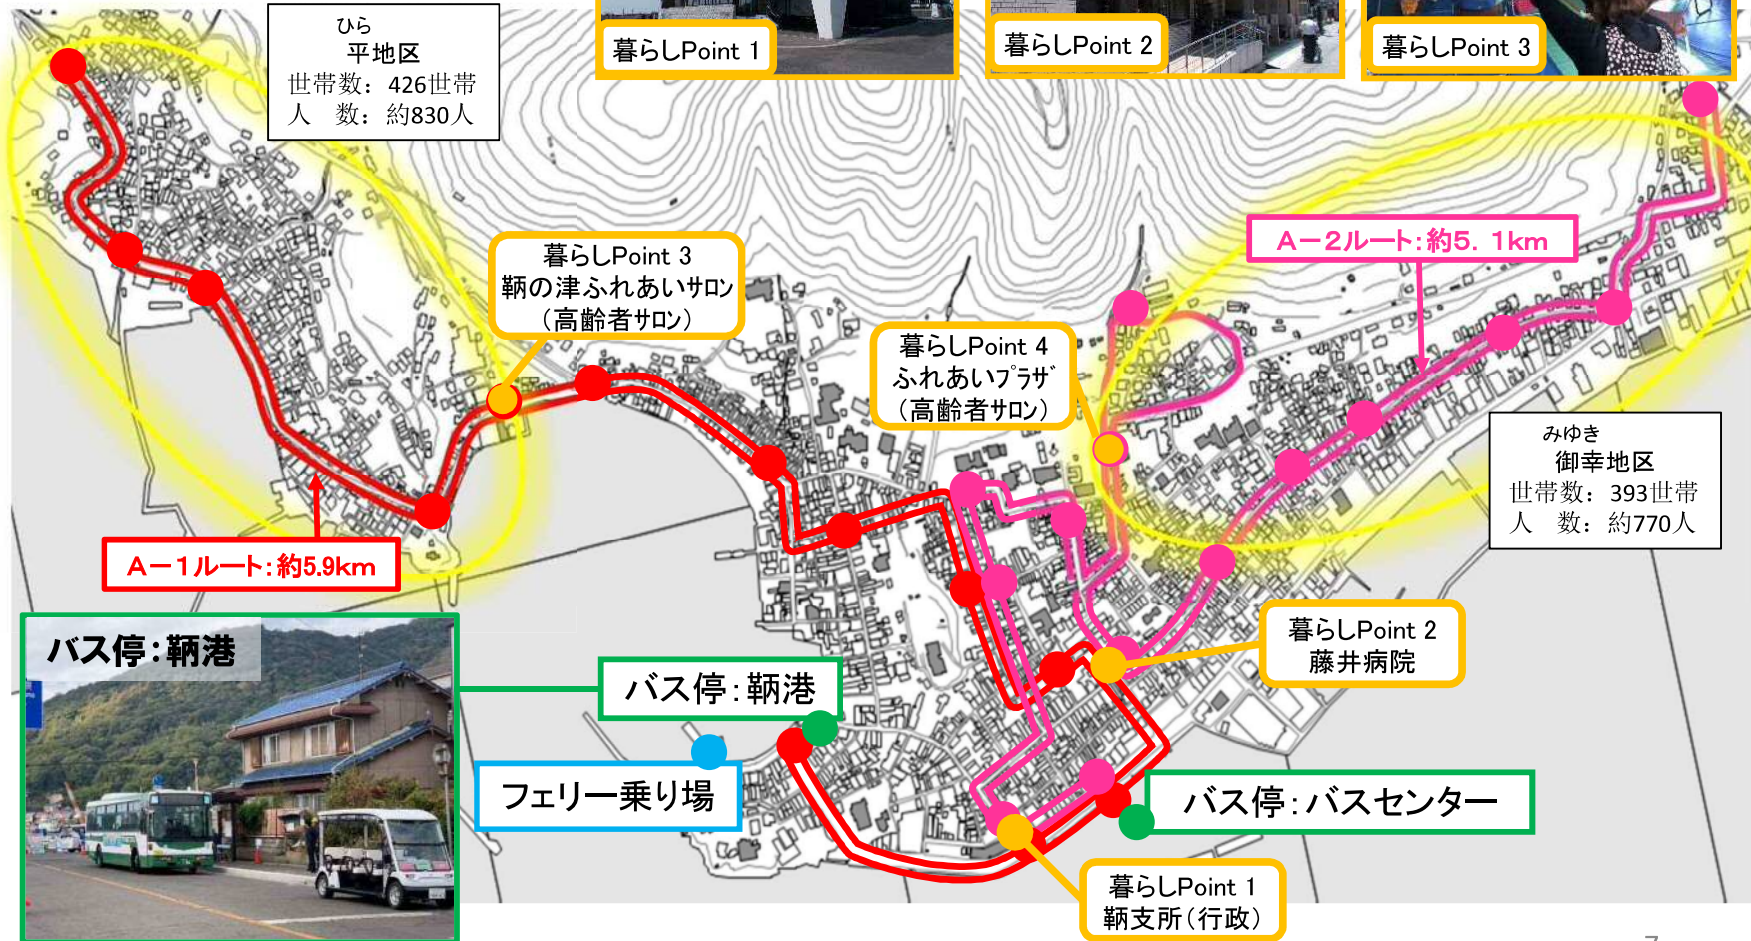 暮らしPoint 1
暮らしPoint 2
暮らしPoint 3
ひら
平地区
世帯数：426世帯
人　数：約830人
A－2ルート：約5．1km
暮らしPoint 3
鞆の津ふれあいサロン
（高齢者サロン）
暮らしPoint 4
ふれあいﾌﾟﾗｻﾞ
（高齢者サロン）
みゆき
御幸地区
世帯数：393世帯
人　数：約770人
A－1ルート：約5.9km
バス停：鞆港
暮らしPoint 2
藤井病院
バス停：鞆港
フェリー乗り場
バス停：バスセンター
暮らしPoint 1
鞆支所（行政）